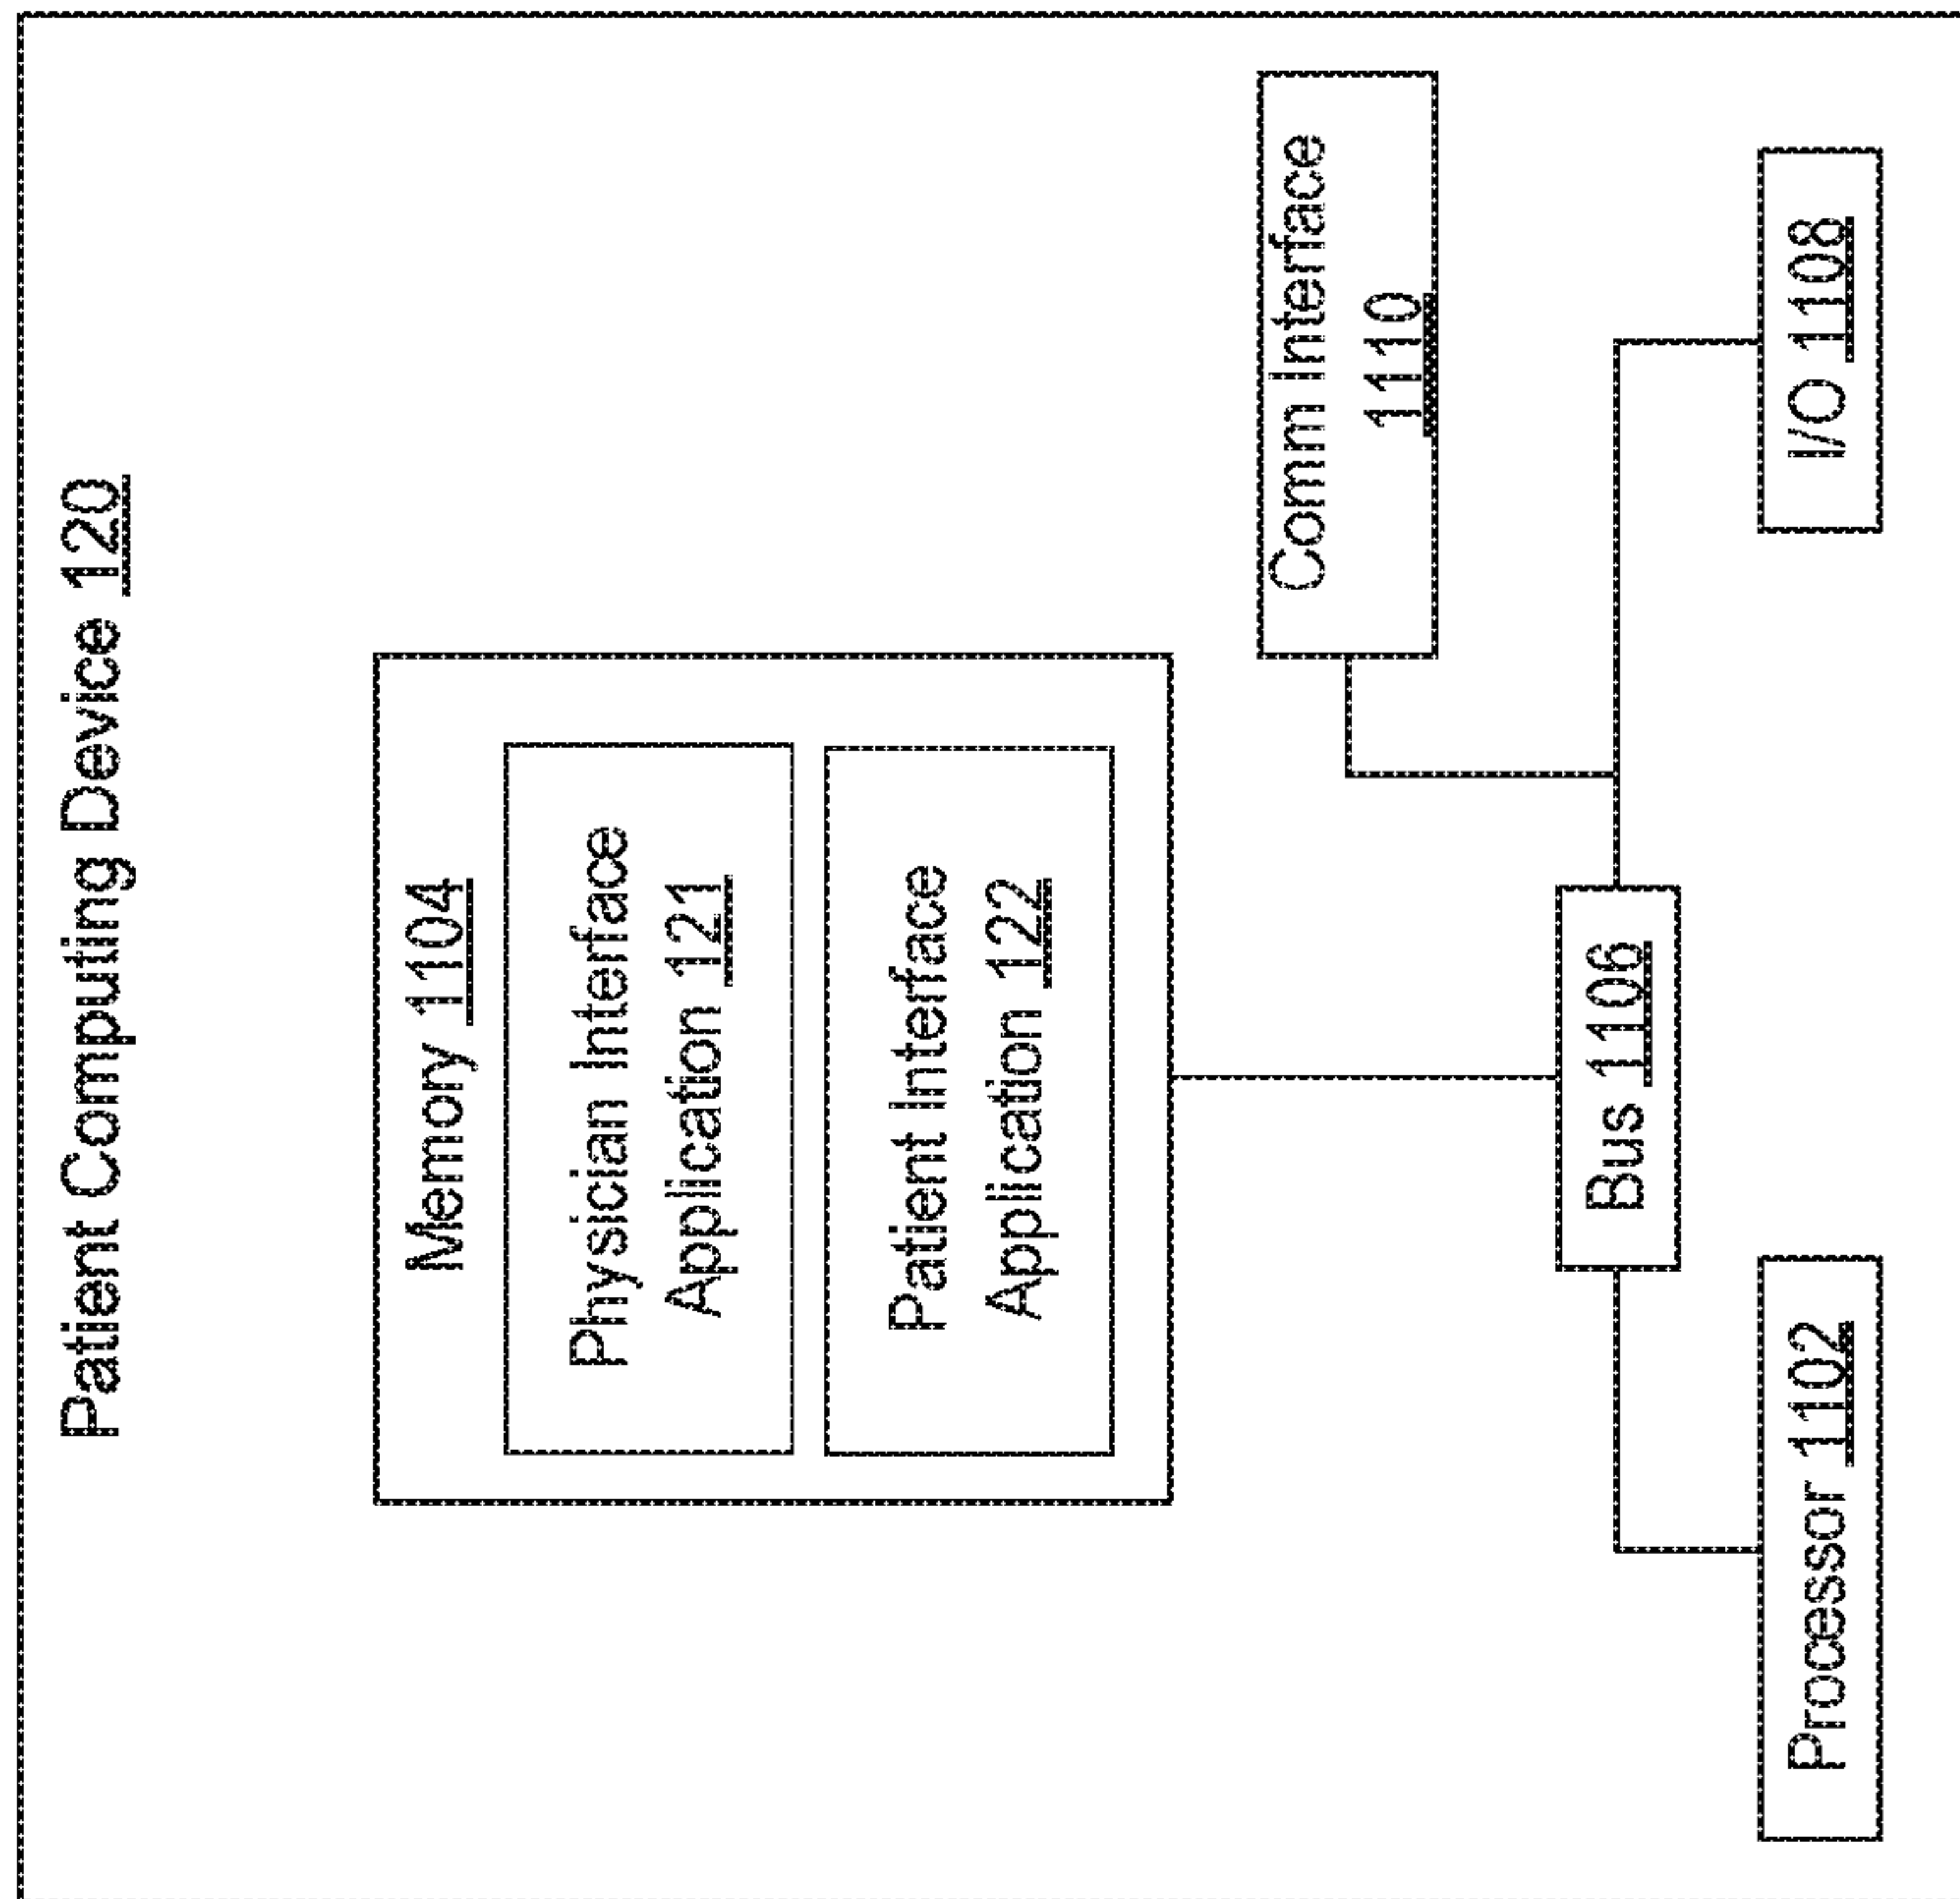 Patient Computing Device 120
Memory 1104
Physician Interface
Application 121
Patient Interface
Application 122
Comm Interface
1110
Bus 1106
Processor 1102
I/O 1108